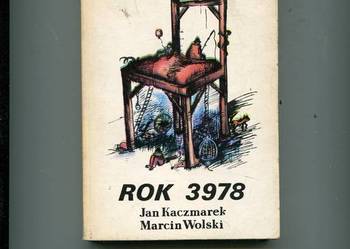 ROK 3978
Jan Kaczmarek
Marcin Wolski